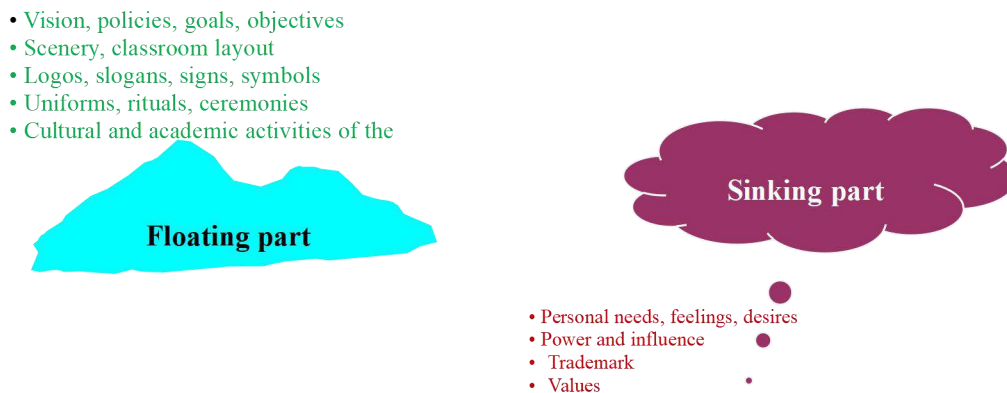 • Vision, policies, goals, objectives
• Scenery, classroom layout
• Logos, slogans, signs, symbols
• Uniforms, rituals, ceremonies
• Cultural and academic activities of the
Floating part
Sinking part
• Personal needs, feelings, desires
• Power and influence
• Trademark
• Values